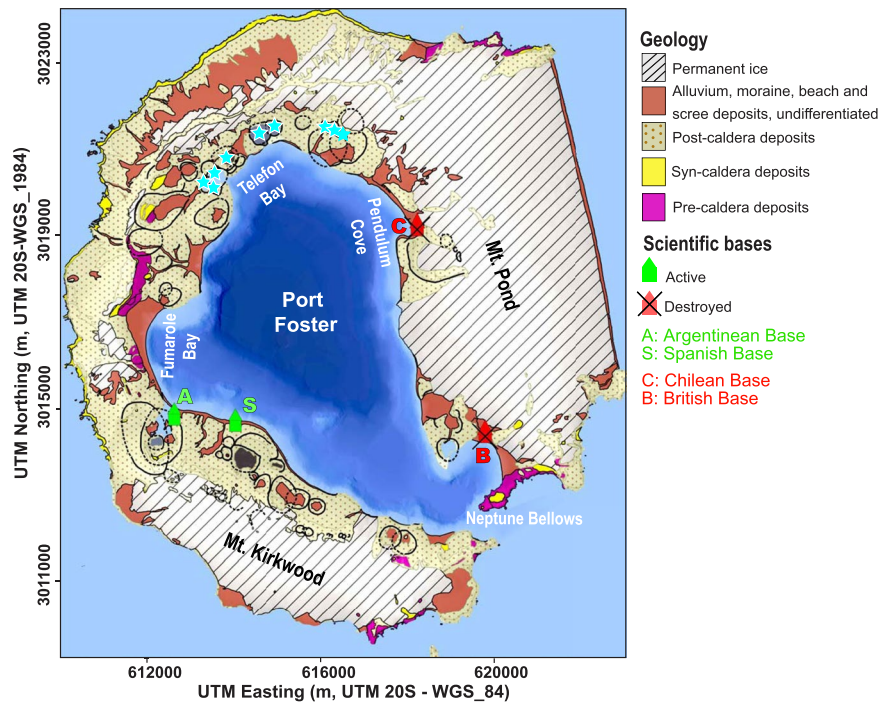 3023000
3019000
3015000
3011000
UTM Northing (m, UTM 20S-WGS_1984)
Telefon
Bay
C
Pendulum
Cove
Mt. Pond
Port
Foster
Fumarole
Bay
A
S
B
Neptune Bellows
Mt. Kirkwood
612000
616000
620000
UTM Easting (m, UTM 20S - WGS_84)
Geology
Permanent ice
Alluvium, moraine, beach and
scree deposits, undifferentiated
Post-caldera deposits
Syn-caldera deposits
Pre-caldera deposits
Scientific bases
Active
Destroyed
A: Argentinean Base
S: Spanish Base
C: Chilean Base
B: British Base